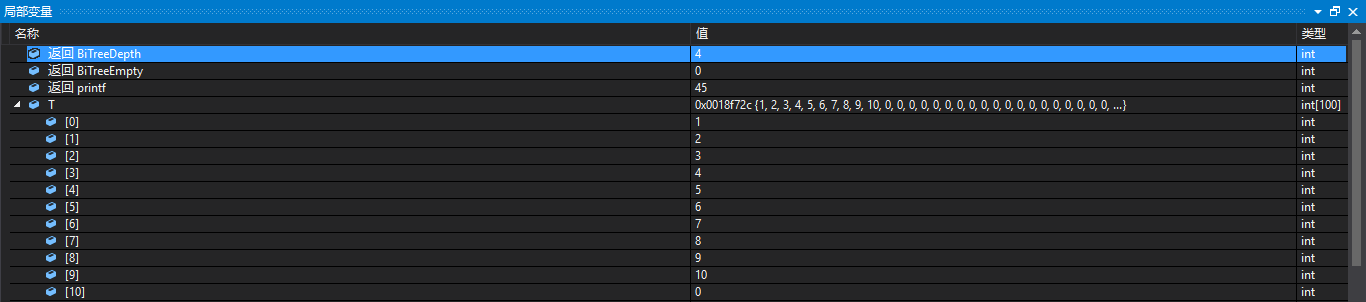 局部变量
名称 值 类型
返回 BiTreeDepth 4 int
返回 BiTreeEmpty 0 int
返回 printf 45 int
T 0x0018f72c {1, 2, 3, 4, 5, 6, 7, 8, 9, 10, 0, 0, 0, 0, 0, 0, 0, 0, 0, 0, 0, 0, 0, 0, 0, 0, 0, 0, 0, ...} int[100]
[0] 1 int
[1] 2 int
[2] 3 int
[3] 4 int
[4] 5 int
[5] 6 int
[6] 7 int
[7] 8 int
[8] 9 int
[9] 10 int
[10] 0 int